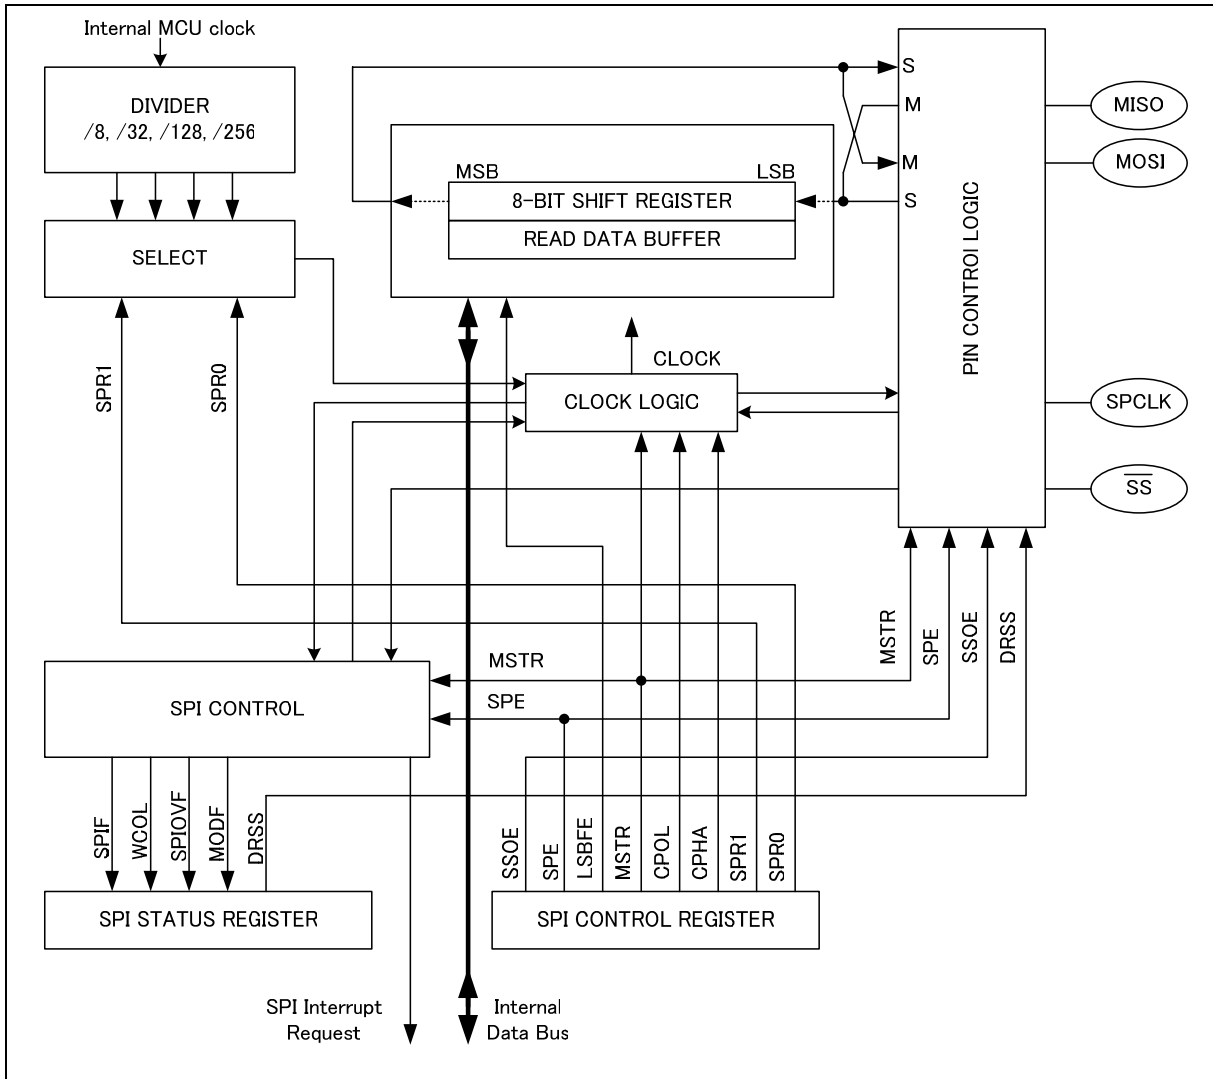 Internal MCU clock
DIVIDER
/8, /32, /128, /256
SELECT
SPR1
SPR0
MSB
LSB
8-BIT SHIFT REGISTER
READ DATA BUFFER
CLOCK
CLOCK LOGIC
S
M
M
S
PIN CONTROl LOGIC
MISO
MOSI
SPCLK
SS
MSTR
SPE
SSOE
DRSS
MSTR
SPE
SPI CONTROL
SPIF
WCOL
SPIOVF
MODF
DRSS
SSOE
SPE
LSBFE
MSTR
CPOL
CPHA
SPR1
SPR0
SPI STATUS REGISTER
SPI CONTROL REGISTER
SPI Interrupt
Request
Internal
Data Bus